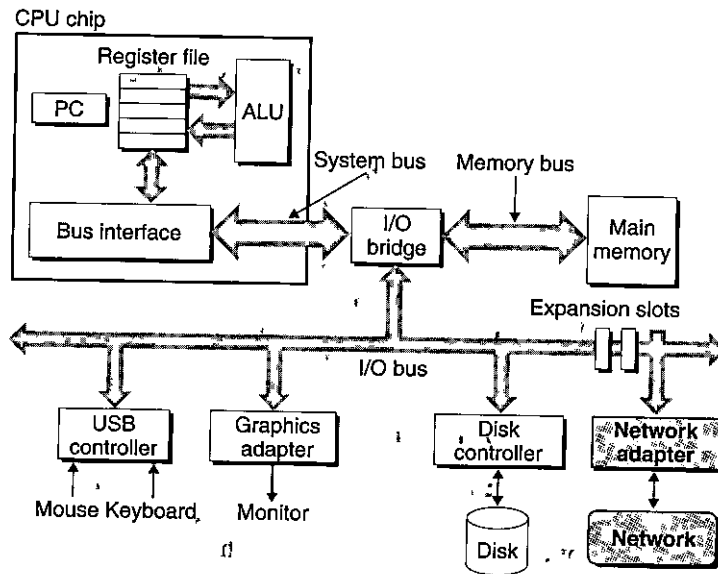 CPU chip
Register file
PC
ALU
System bus
Memory bus
Bus interface
I/O
bridge
Main
memory
Expansion slots
I/O bus
USB
controller
Graphics
adapter
Disk
controller
Network
adapter
Mouse Keyboard
Monitor
Disk
Network